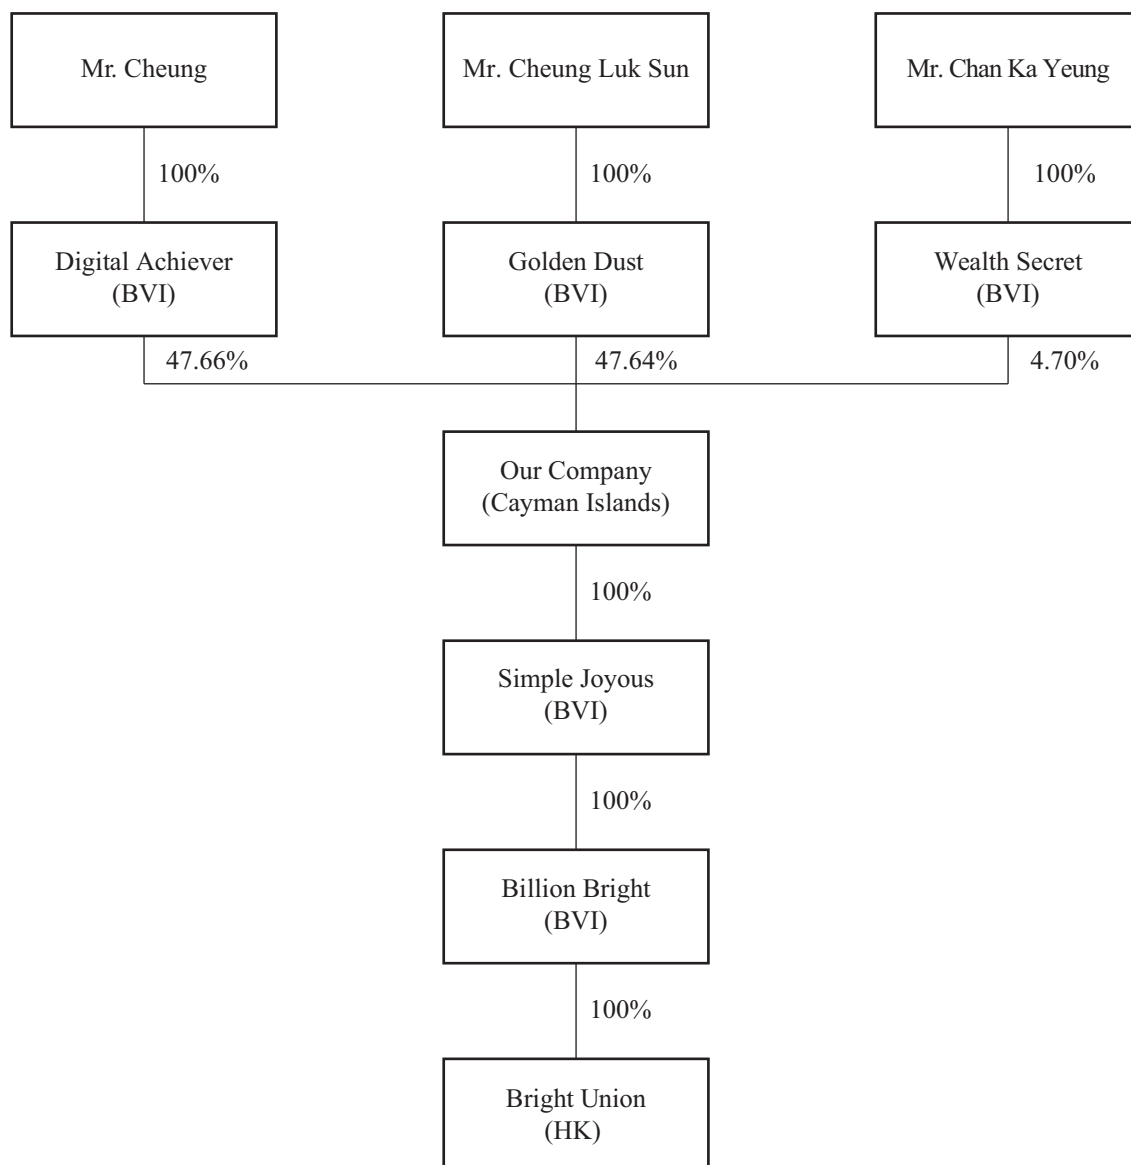 Mr. Cheung
Mr. Cheung Luk Sun
Mr. Chan Ka Yeung
100%
100%
100%
Digital Achiever
(BVI)
Golden Dust
(BVI)
Wealth Secret
(BVI)
47.66%
47.64%
4.70%
Our Company
(Cayman Islands)
100%
Simple Joyous
(BVI)
100%
Billion Bright
(BVI)
100%
Bright Union
(HK)